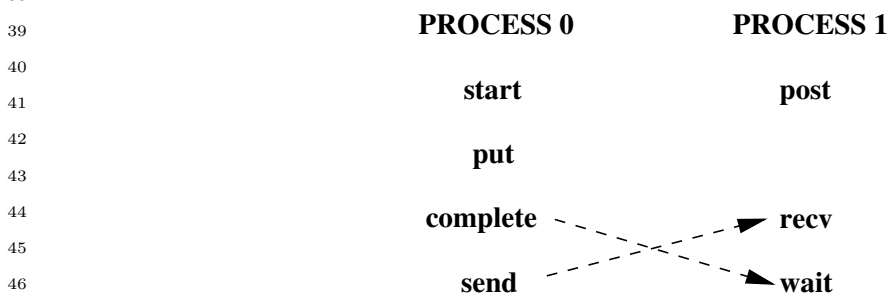 39 PROCESS 0 PROCESS 1
40
41 start post
42
43 put
44 complete recv
45
46 send wait